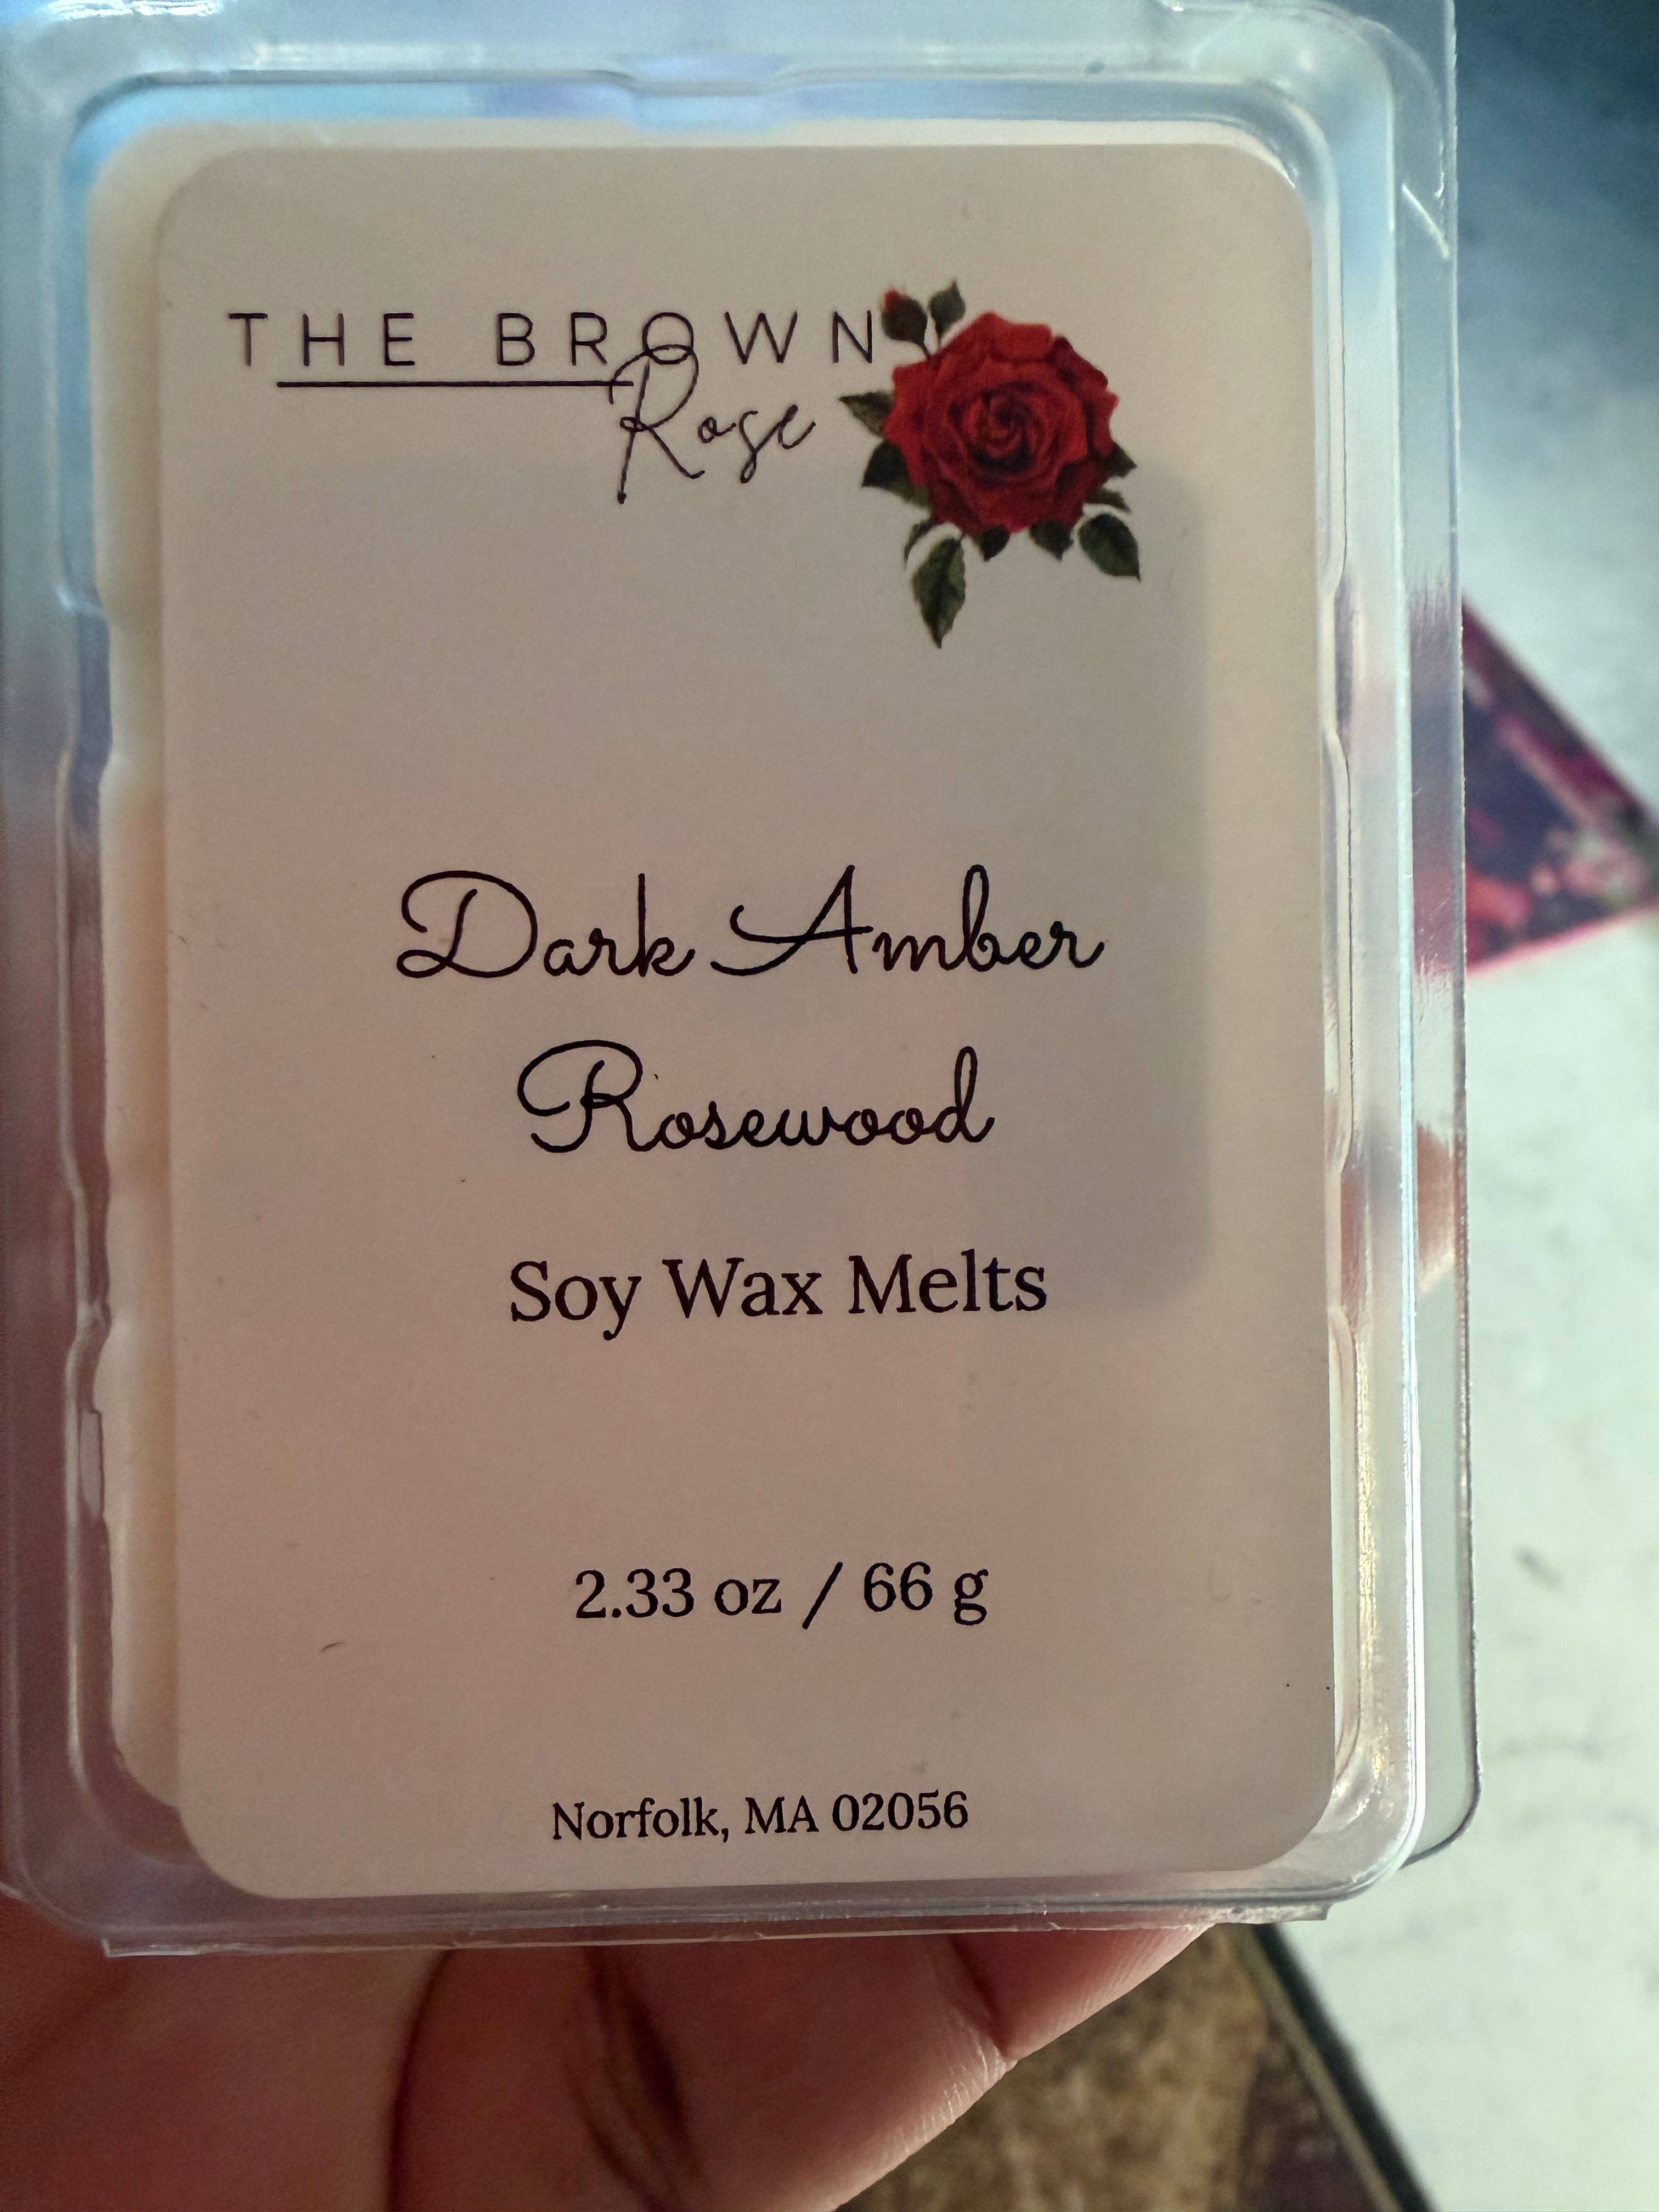 THE BROWN
Rose
Dark Amber
Rosewood
Soy Wax Melts
2.33 oz / 66 g
Norfolk, MA 02056